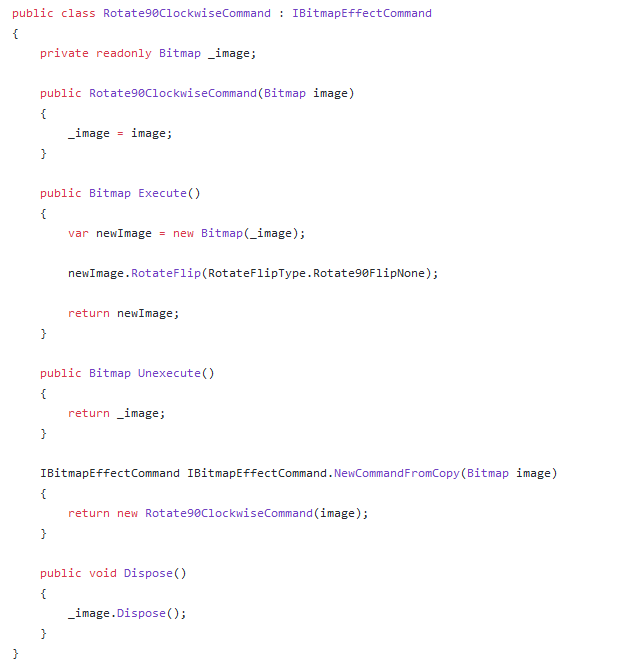 public class Rotate90ClockwiseCommand : IBitmapEffectCommand
{
    private readonly Bitmap _image;

    public Rotate90ClockwiseCommand(Bitmap image)
    {
        _image = image;
    }

    public Bitmap Execute()
    {
        var newImage = new Bitmap(_image);

        newImage.RotateFlip(RotateFlipType.Rotate90FlipNone);

        return newImage;
    }

    public Bitmap Unexecute()
    {
        return _image;
    }

    IBitmapEffectCommand IBitmapEffectCommand.NewCommandFromCopy(Bitmap image)
    {
        return new Rotate90ClockwiseCommand(image);
    }

    public void Dispose()
    {
        _image.Dispose();
    }
}